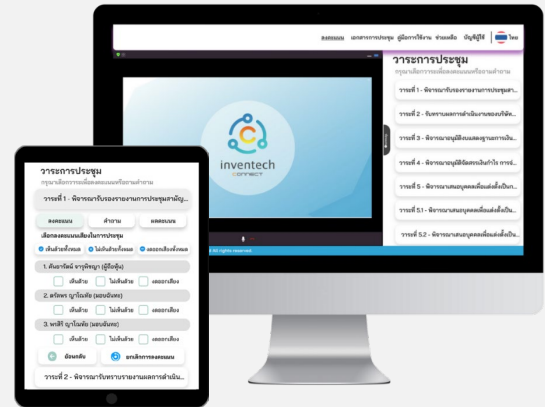 ลงคะแนน เอกสารการประชุม คู่มือการใช้งาน ช่วยเหลือ บัญชีผู้ใช้ ไทย
วาระการประชุม
กรุณาเลือกวาระเพื่อลงคะแนนหรือถามคำถาม
วาระที่ 1 - พิจารณารับรองรายงานการประชุมสา...
วาระที่ 2 - รับทราบผลการดำเนินงานของบริษัท...
วาระที่ 3 - พิจารณาอนุมัติงบแสดงฐานะการเงิน...
วาระที่ 4 - พิจารณาอนุมัติจัดสรรเงินกำไร การจ่...
วาระที่ 5 - พิจารณาเสนอบุคคลเพื่อแต่งตั้งเป็นก...
วาระที่ 5.1 - พิจารณาเสนอบุคคลเพื่อแต่งตั้งเป็น...
วาระที่ 5.2 - พิจารณาเสนอบุคคลเพื่อแต่งตั้งเป็น...
inventech
CONNECT
All rights reserved.
วาระการประชุม
กรุณาเลือกวาระเพื่อลงคะแนนหรือถามคำถาม
วาระที่ 1 - พิจารณารับรองรายงานการประชุมสามัญ...
ลงคะแนน คำถาม ผลคะแนน
เลือกลงคะแนนเสียงในการประชุม
เห็นด้วยทั้งหมด ไม่เห็นด้วยทั้งหมด งดออกเสียงทั้งหมด
1. คันธารัตน์ จารุพิชญา (ผู้ถือหุ้น)
เห็นด้วย ไม่เห็นด้วย งดออกเสียง
2. ตรัลพร ญาโณทัย (มอบฉันทะ)
เห็นด้วย ไม่เห็นด้วย งดออกเสียง
3. พกสิริ ญาโณทัย (มอบฉันทะ)
เห็นด้วย ไม่เห็นด้วย งดออกเสียง
ย้อนกลับ ยกเลิกการลงคะแนน
วาระที่ 2 - พิจารณารับทราบรายงานผลการดำเนิน...